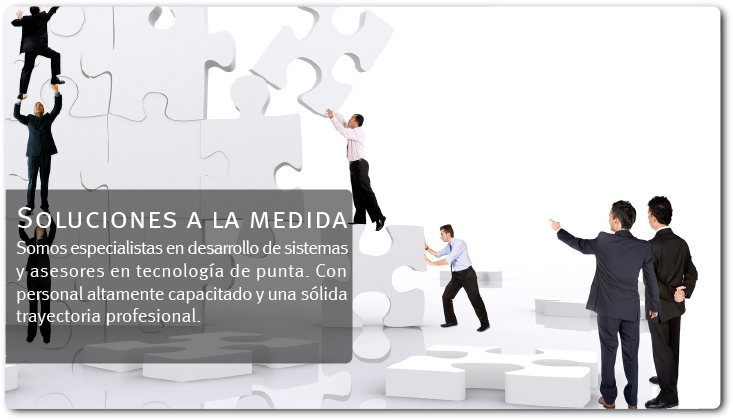 SOLUCIONES A LA MEDIDA
Somos especialistas en desarrollo de sistemas
y asesores en tecnología de punta. Con
personal altamente capacitado y una sólida
trayectoria profesional.